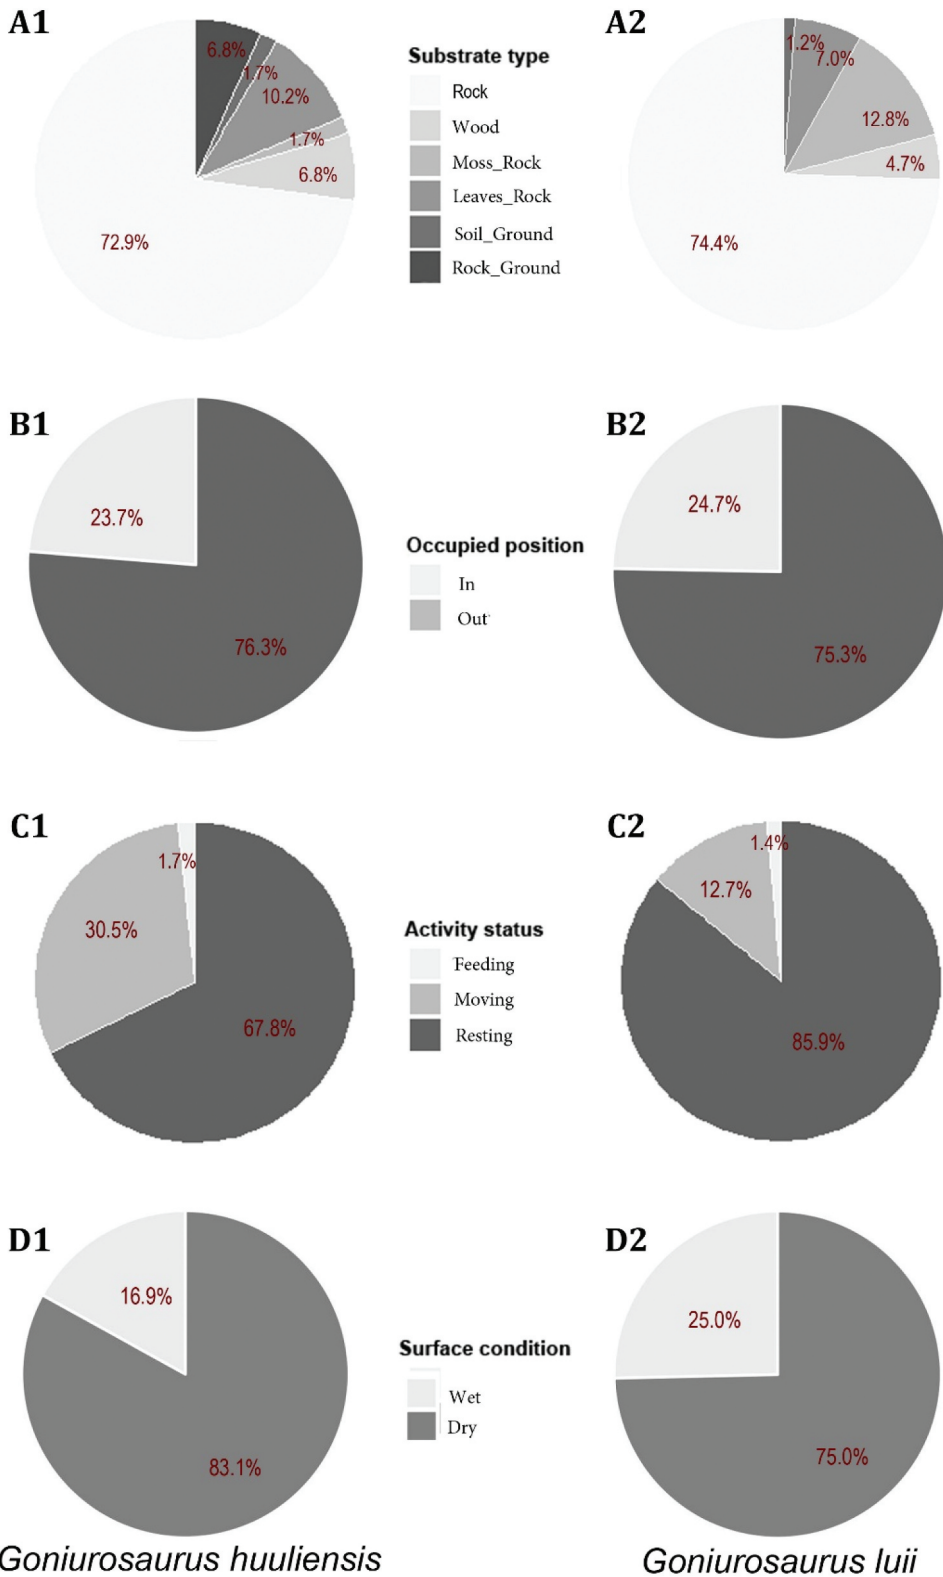 A1
6.8%
1.7%
10.2%
1.7%
6.8%
72.9%
Substrate type
Rock
Wood
Moss_Rock
Leaves_Rock
Soil_Ground
Rock_Ground
A2
1.2%
7.0%
12.8%
4.7%
74.4%
B1
23.7%
76.3%
Occupied position
In
Out
B2
24.7%
75.3%
C1
1.7%
30.5%
67.8%
Activity status
Feeding
Moving
Resting
C2
1.4%
12.7%
85.9%
D1
16.9%
83.1%
Surface condition
Wet
Dry
D2
25.0%
75.0%
Goniurosaurus huuliensis
Goniurosaurus luii